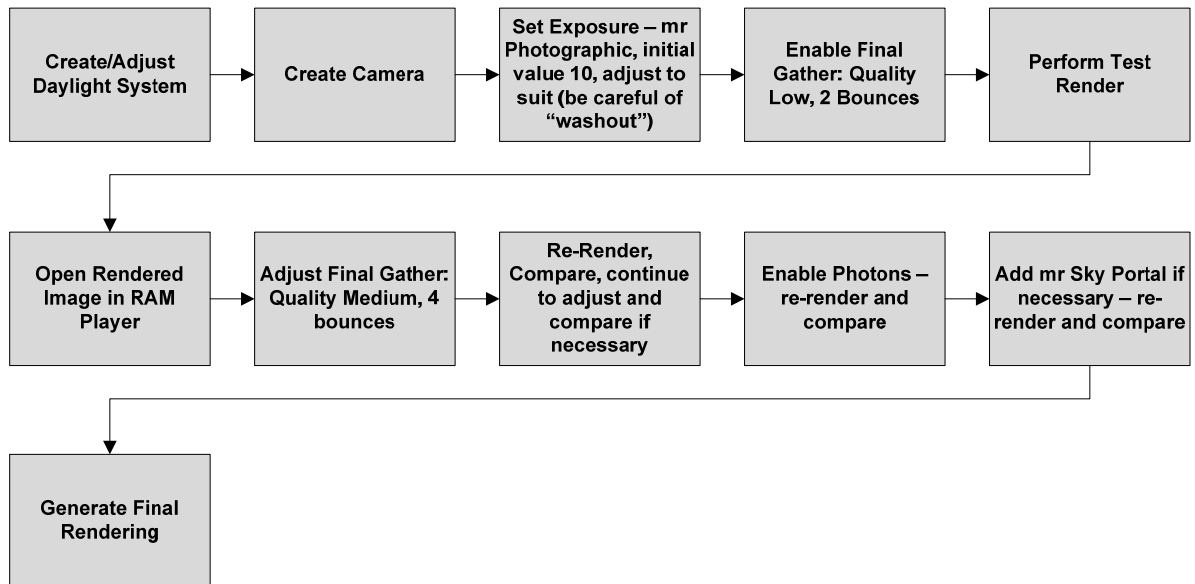 Create/Adjust
Daylight System
Create Camera
Set Exposure – mr
Photographic, initial
value 10, adjust to
suit (be careful of
“washout”)
Enable Final
Gather: Quality
Low, 2 Bounces
Perform Test
Render
Open Rendered
Image in RAM
Player
Adjust Final Gather:
Quality Medium, 4
bounces
Re-Render,
Compare, continue
to adjust and
compare if
necessary
Enable Photons –
re-render and
compare
Add mr Sky Portal if
necessary – re-
render and compare
Generate Final
Rendering